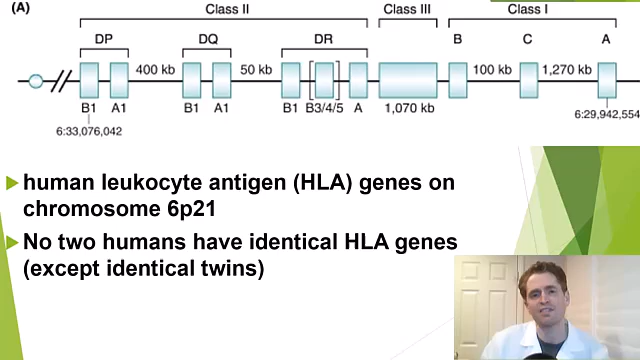 (A)
Class II Class III Class I
DP DQ DR B C A
400 kb 50 kb 100 kb 1,270 kb
B1 A1 B1 A1 B1 B3/4/5 A 1,070 kb
6:33,076,042 6:29,942,554
human leukocyte antigen (HLA) genes on
chromosome 6p21
No two humans have identical HLA genes
(except identical twins)